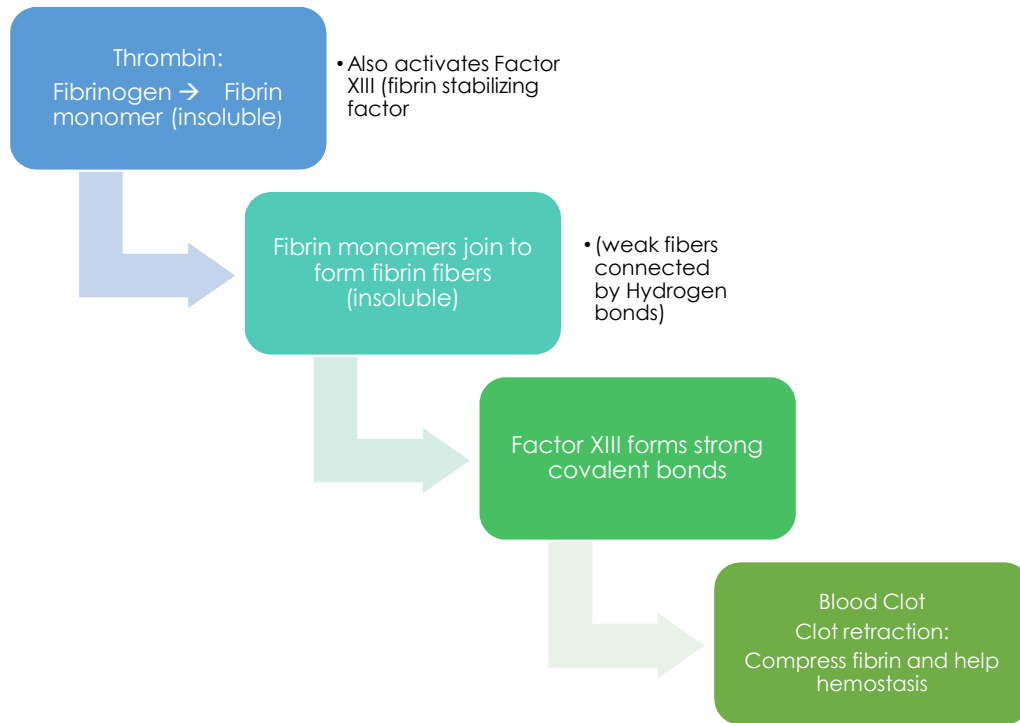 Thrombin:
Fibrinogen → Fibrin
monomer (insoluble)
• Also activates Factor
XIII (fibrin stabilizing
factor
Fibrin monomers join to
form fibrin fibers
(insoluble)
• (weak fibers
connected
by Hydrogen
bonds)
Factor XIII forms strong
covalent bonds
Blood Clot
Clot retraction:
Compress fibrin and help
hemostasis